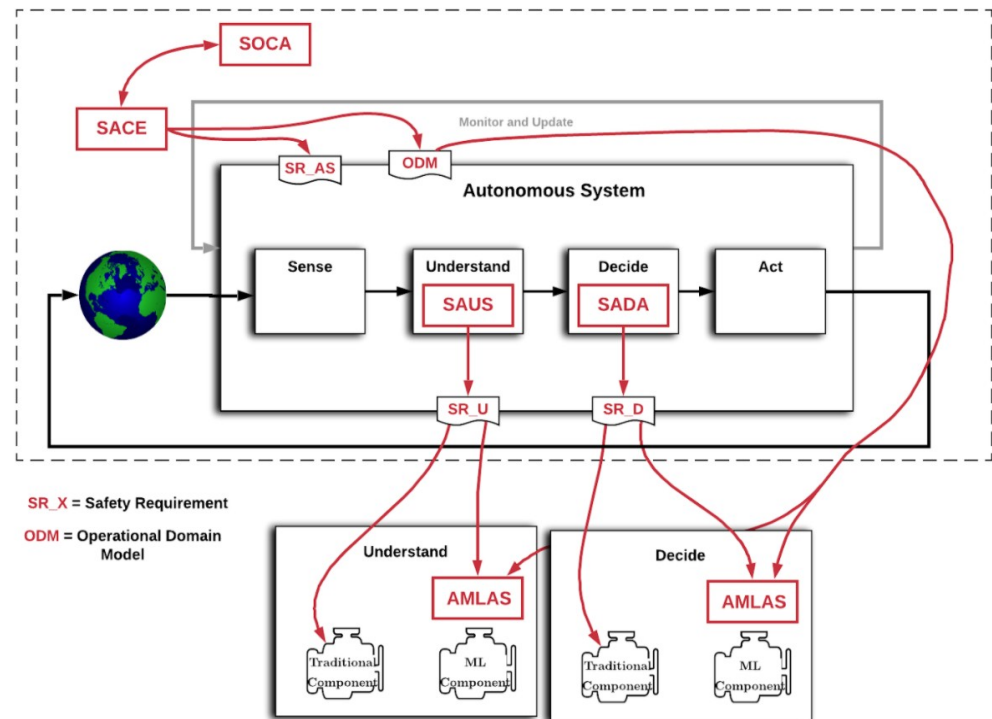 SOCA
SACE
Monitor and Update
SR_AS
ODM
Autonomous System
Sense
Understand
Decide
Act
SAUS
SADA
SR_U
SR_D
SR_X = Safety Requirement
ODM = Operational Domain
Model
Understand
Decide
AMLAS
AMLAS
Traditional
Component
ML
Component
Traditional
Component
ML
Component